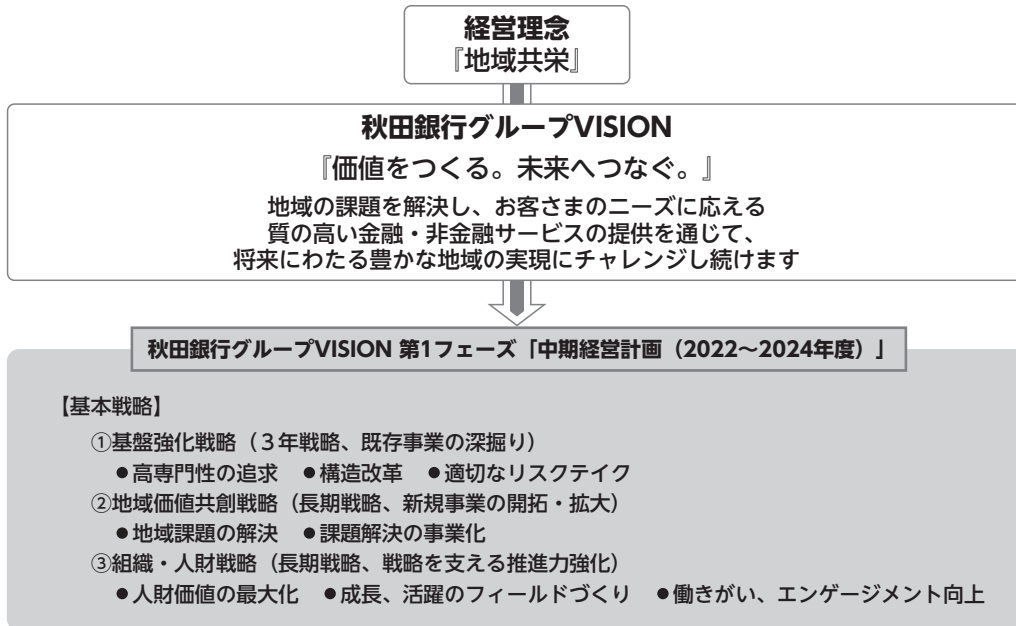 経営理念
『地域共栄』
秋田銀行グループVISION
『価値をつくる。未来へつなぐ。』
地域の課題を解決し、お客さまのニーズに応える
質の高い金融・非金融サービスの提供を通じて、
将来にわたる豊かな地域の実現にチャレンジし続けます
秋田銀行グループVISION 第1フェーズ「中期経営計画（2022～2024年度）」
【基本戦略】
①基盤強化戦略（３年戦略、既存事業の深掘り）
●高専門性の追求　●構造改革　●適切なリスクテイク
②地域価値共創戦略（長期戦略、新規事業の開拓・拡大）
●地域課題の解決　●課題解決の事業化
③組織・人財戦略（長期戦略、戦略を支える推進力強化）
●人財価値の最大化　●成長、活躍のフィールドづくり　●働きがい、エンゲージメント向上